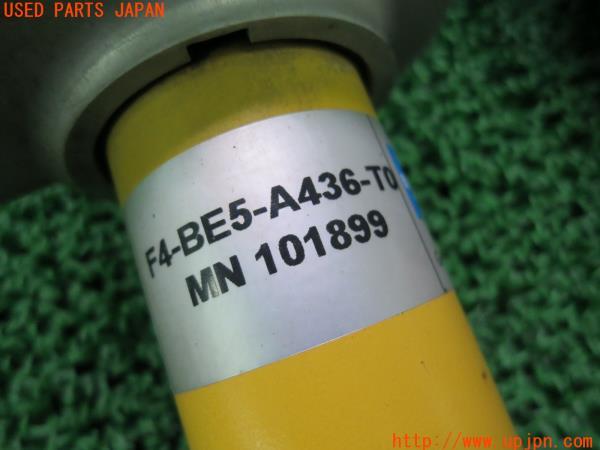 USED PARTS JAPAN
F4-BE5-A436-T0
MN 101899
http://www.upjpn.com